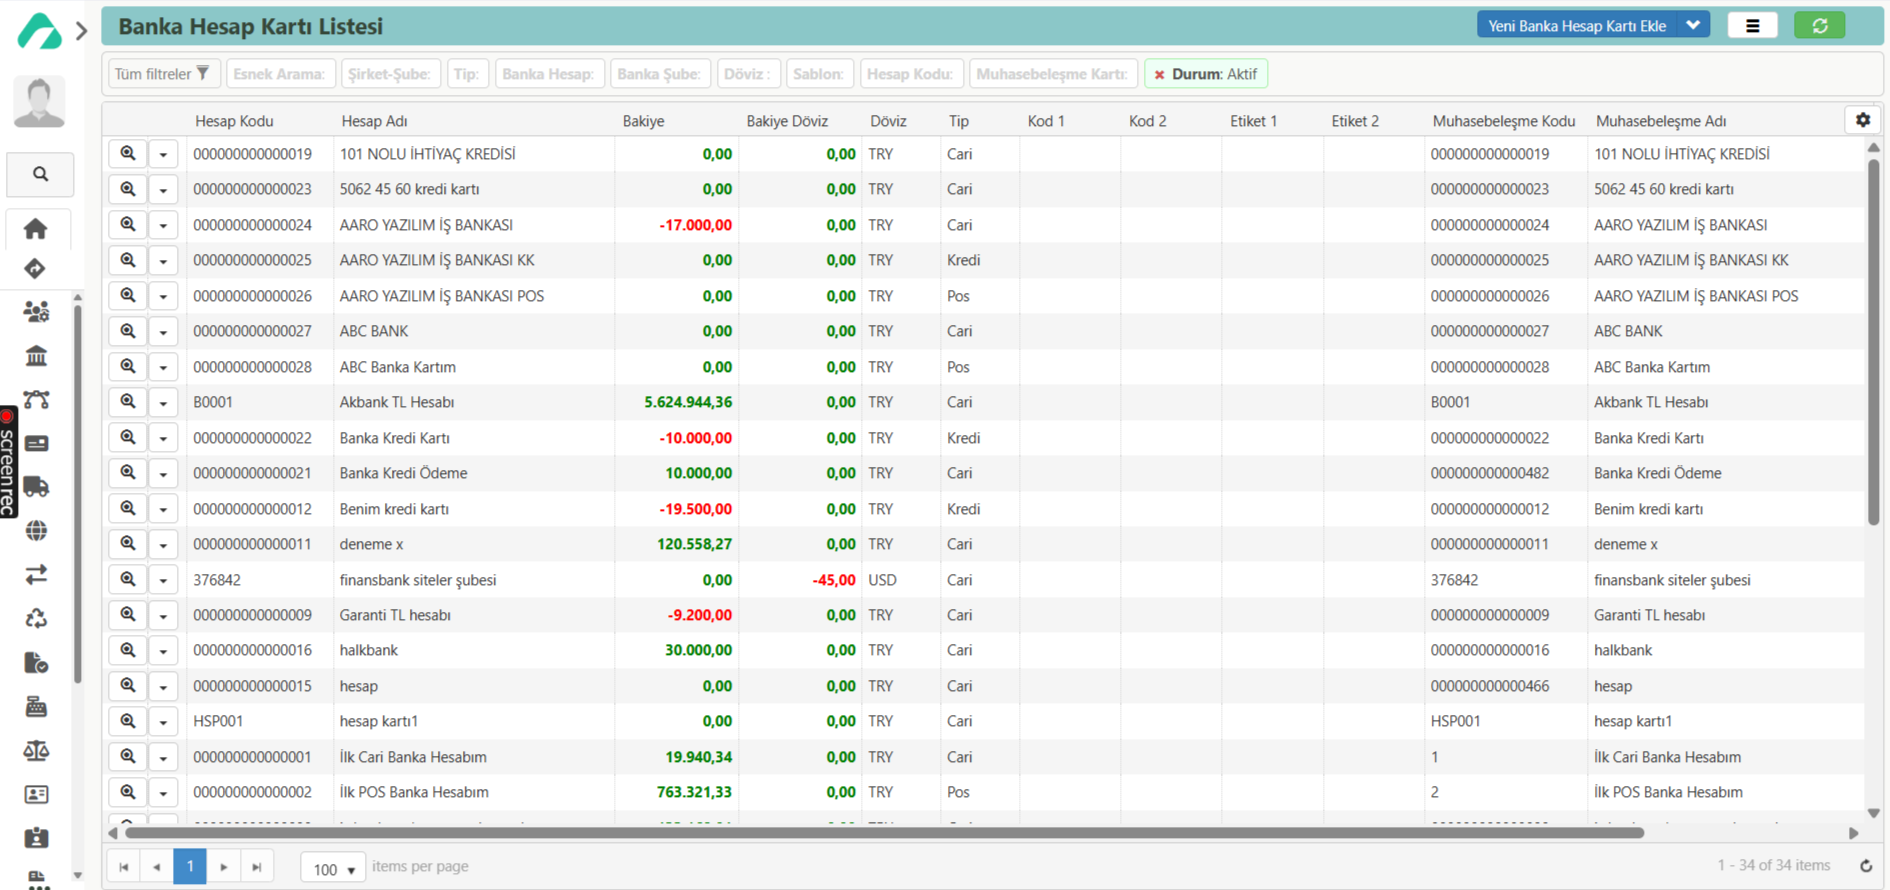 Banka Hesap Kartı Listesi
Yeni Banka Hesap Kartı Ekle
Tüm filtreler Esnek Arama: Şirket-Şube: Tip: Banka Hesap: Banka Şube: Döviz : Sablon: Hesap Kodu: Muhasebeleşme Kartı: × Durum: Aktif
Hesap Kodu Hesap Adı Bakiye Bakiye Döviz Döviz Tip Kod 1 Kod 2 Etiket 1 Etiket 2 Muhasebeleşme Kodu Muhasebeleşme Adı
000000000000019 101 NOLU İHTİYAÇ KREDİSİ 0,00 0,00 TRY Cari 000000000000019 101 NOLU İHTİYAÇ KREDİSİ
000000000000023 5062 45 60 kredi kartı 0,00 0,00 TRY Cari 000000000000023 5062 45 60 kredi kartı
000000000000024 AARO YAZILIM İŞ BANKASI -17.000,00 0,00 TRY Cari 000000000000024 AARO YAZILIM İŞ BANKASI
000000000000025 AARO YAZILIM İŞ BANKASI KK 0,00 0,00 TRY Kredi 000000000000025 AARO YAZILIM İŞ BANKASI KK
000000000000026 AARO YAZILIM İŞ BANKASI POS 0,00 0,00 TRY Pos 000000000000026 AARO YAZILIM İŞ BANKASI POS
000000000000027 ABC BANK 0,00 0,00 TRY Cari 000000000000027 ABC BANK
000000000000028 ABC Banka Kartım 0,00 0,00 TRY Pos 000000000000028 ABC Banka Kartım
B0001 Akbank TL Hesabı 5.624.944,36 0,00 TRY Cari B0001 Akbank TL Hesabı
000000000000022 Banka Kredi Kartı -10.000,00 0,00 TRY Kredi 000000000000022 Banka Kredi Kartı
000000000000021 Banka Kredi Ödeme 10.000,00 0,00 TRY Cari 000000000000482 Banka Kredi Ödeme
000000000000012 Benim kredi kartı -19.500,00 0,00 TRY Kredi 000000000000012 Benim kredi kartı
000000000000011 deneme x 120.558,27 0,00 TRY Cari 000000000000011 deneme x
376842 finansbank siteler şubesi 0,00 -45,00 USD Cari 376842 finansbank siteler şubesi
000000000000009 Garanti TL hesabı -9.200,00 0,00 TRY Cari 000000000000009 Garanti TL hesabı
000000000000016 halkbank 30.000,00 0,00 TRY Cari 000000000000016 halkbank
000000000000015 hesap 0,00 0,00 TRY Cari 000000000000466 hesap
HSP001 hesap kartı1 0,00 0,00 TRY Cari HSP001 hesap kartı1
000000000000001 İlk Cari Banka Hesabım 19.940,34 0,00 TRY Cari 1 İlk Cari Banka Hesabım
000000000000002 İlk POS Banka Hesabım 763.321,33 0,00 TRY Pos 2 İlk POS Banka Hesabım
1 100 items per page 1 - 34 of 34 items
screenrec